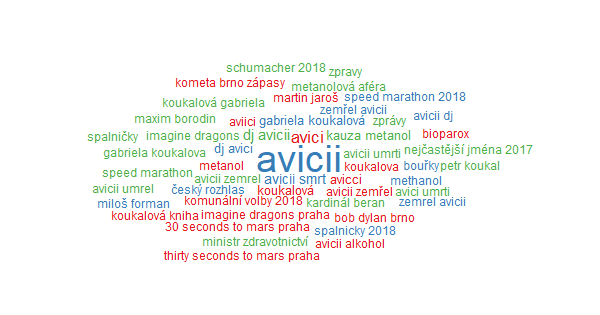 schumacher 2018 zpravy
kometa brno zápasy metanolová aféra
koukalová gabriela martin jaroš speed marathon 2018
maxim borodin aviici gabriela koukalová zemřel avicii zprávy avicii dj
spalničky imagine dragons dj avicii avici kauza metanol bioparox
gabriela koukalova dj avici avicii avicii umrti nejčastější jména 2017
speed marathon metanol koukalova bouřky petr koukal
avicii umrel avicii zemrel avicii smrt avicci methanol
český rozhlas koukalová avicii zemřel avici umrti
miloš forman komunální volby 2018 kardinál beran zemrel avicii
koukalová kniha imagine dragons praha bob dylan brno
30 seconds to mars praha spalnicky 2018
ministr zdravotnictví avicii alkohol
thirty seconds to mars praha